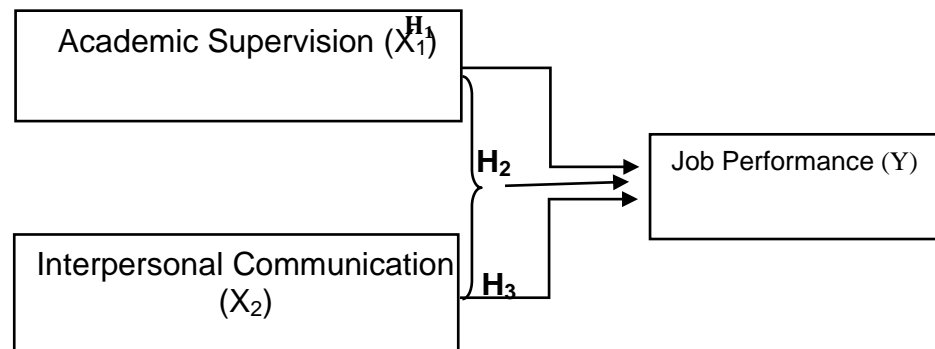 Academic Supervision (X₁)
H₁
H₂
Job Performance (Y)
Interpersonal Communication
(X₂)
H₃